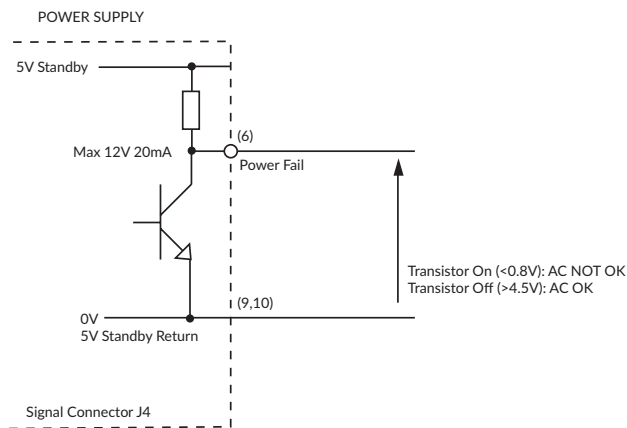 POWER SUPPLY
5V Standby
(6)
Max 12V 20mA
Power Fail
Transistor On (<0.8V): AC NOT OK
Transistor Off (>4.5V): AC OK
(9,10)
0V
5V Standby Return
Signal Connector J4